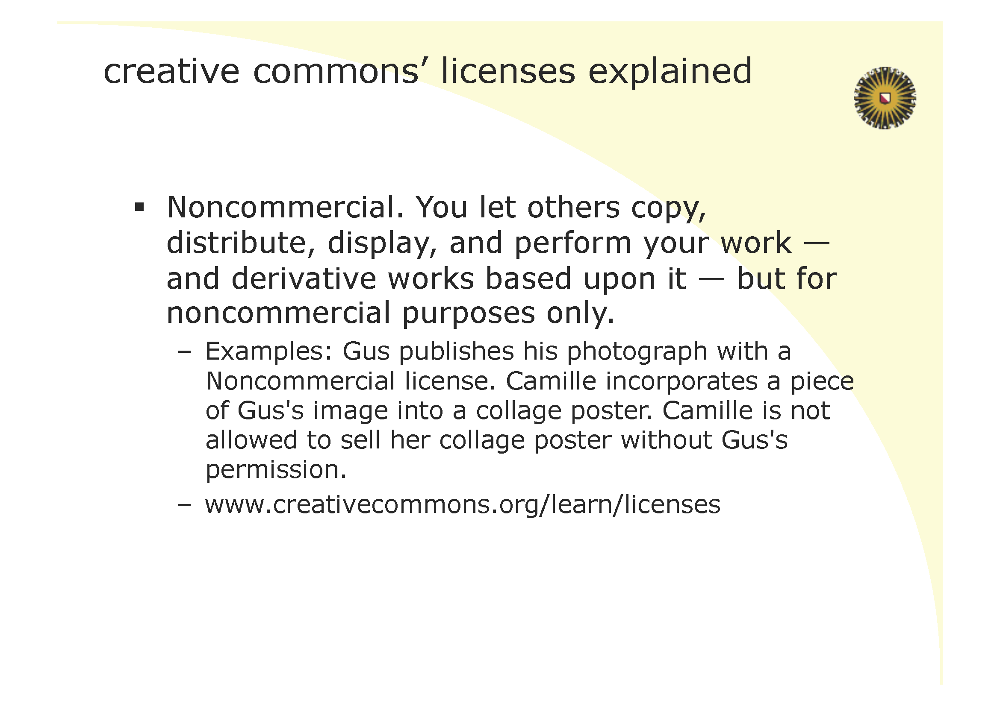 creative commons’ licenses explained
▪ Noncommercial. You let others copy,
distribute, display, and perform your work —
and derivative works based upon it — but for
noncommercial purposes only.
– Examples: Gus publishes his photograph with a
Noncommercial license. Camille incorporates a piece
of Gus's image into a collage poster. Camille is not
allowed to sell her collage poster without Gus's
permission.
– www.creativecommons.org/learn/licenses